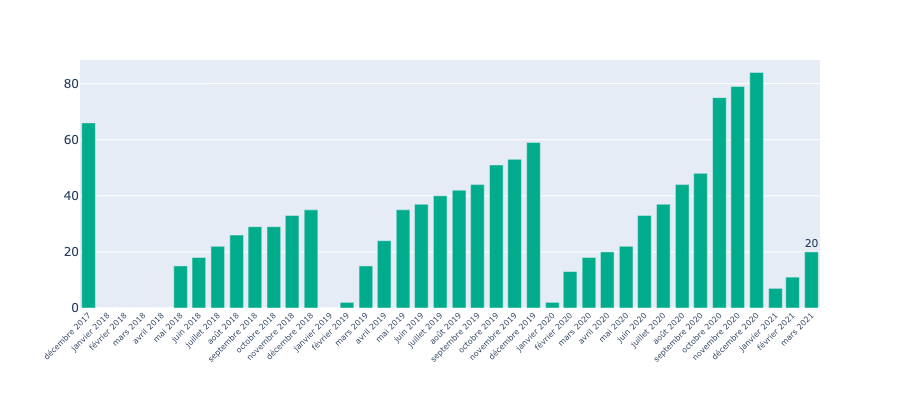 80
60
40
20
0
20
décembre 2017
janvier 2018
février 2018
mars 2018
avril 2018
mai 2018
juin 2018
juillet 2018
août 2018
septembre 2018
octobre 2018
novembre 2018
décembre 2018
janvier 2019
février 2019
mars 2019
avril 2019
mai 2019
juin 2019
juillet 2019
août 2019
septembre 2019
octobre 2019
novembre 2019
décembre 2019
janvier 2020
février 2020
mars 2020
avril 2020
mai 2020
juin 2020
juillet 2020
août 2020
septembre 2020
octobre 2020
novembre 2020
décembre 2020
janvier 2021
février 2021
mars 2021